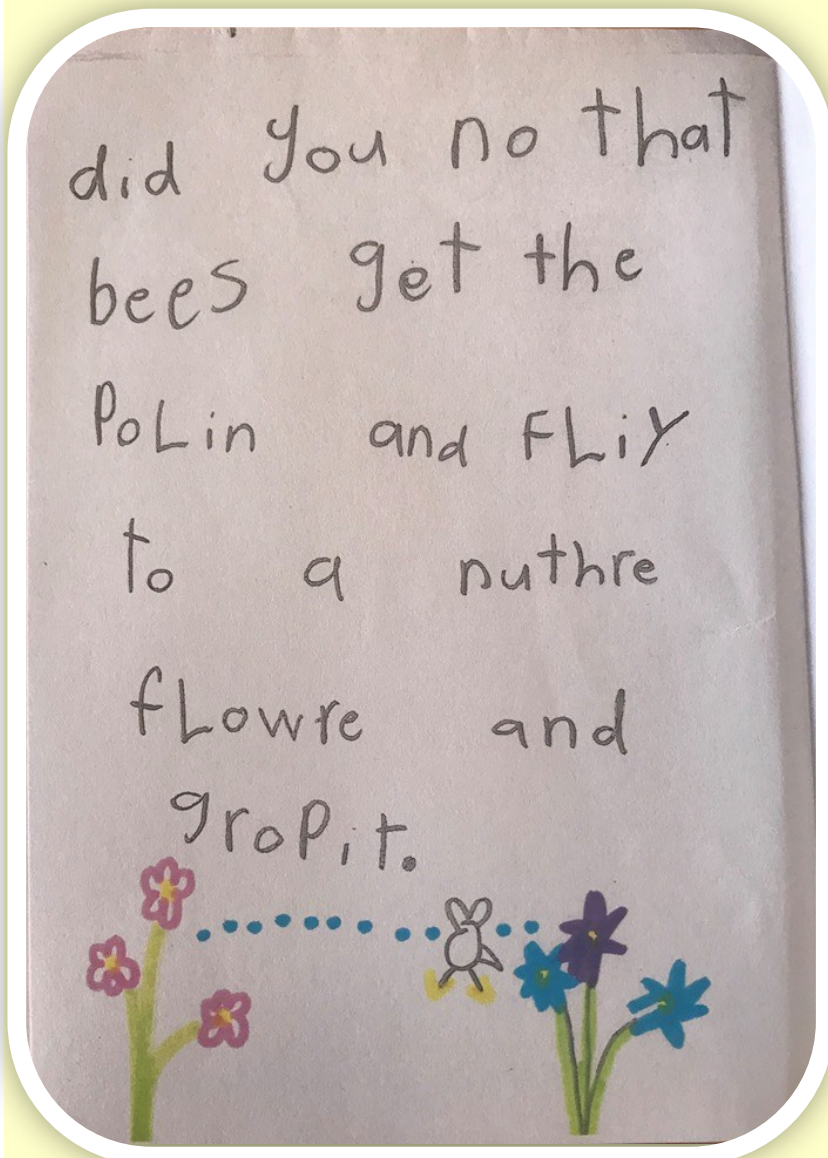 did you no that
bees get the
PoLin and FLiy
to a nuthre
fLowre and
groPit.